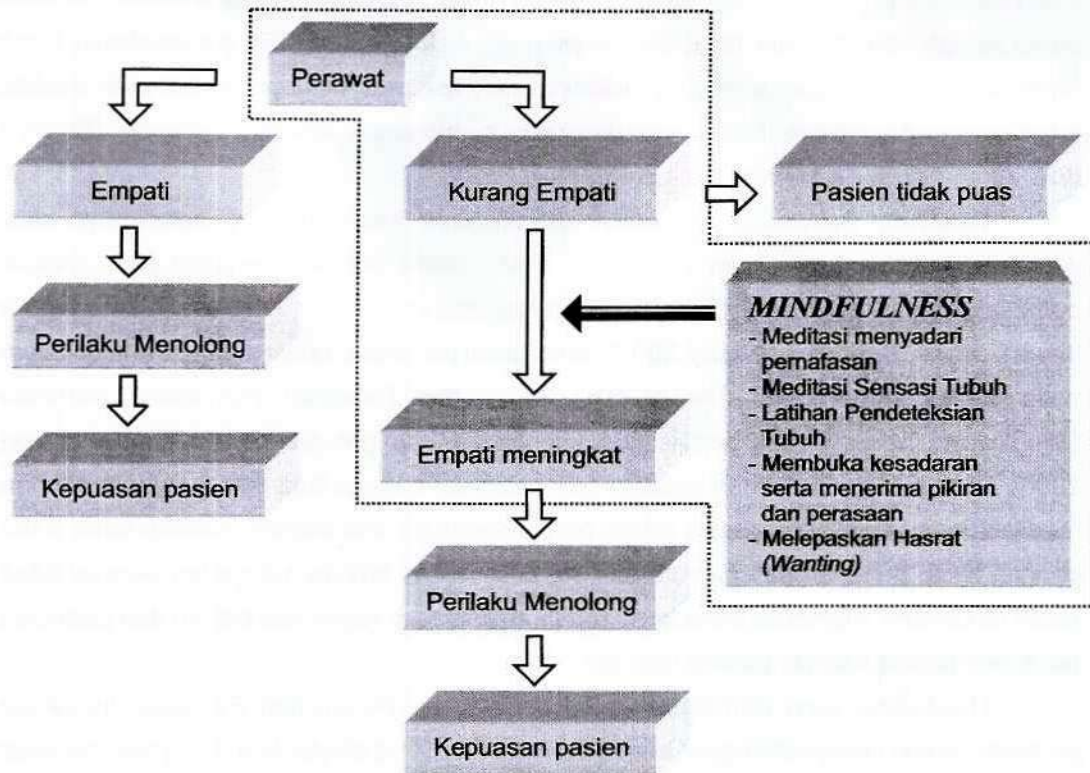 Perawat
Empati
Kurang Empati
Pasien tidak puas
Perilaku Menolong
Kepuasan pasien
MINDFULNESS
- Meditasi menyadari
pernafasan
- Meditasi Sensasi Tubuh
- Latihan Pendeteksian
Tubuh
- Membuka kesadaran
serta menerima pikiran
dan perasaan
- Melepaskan Hasrat
(Wanting)
Empati meningkat
Perilaku Menolong
Kepuasan pasien